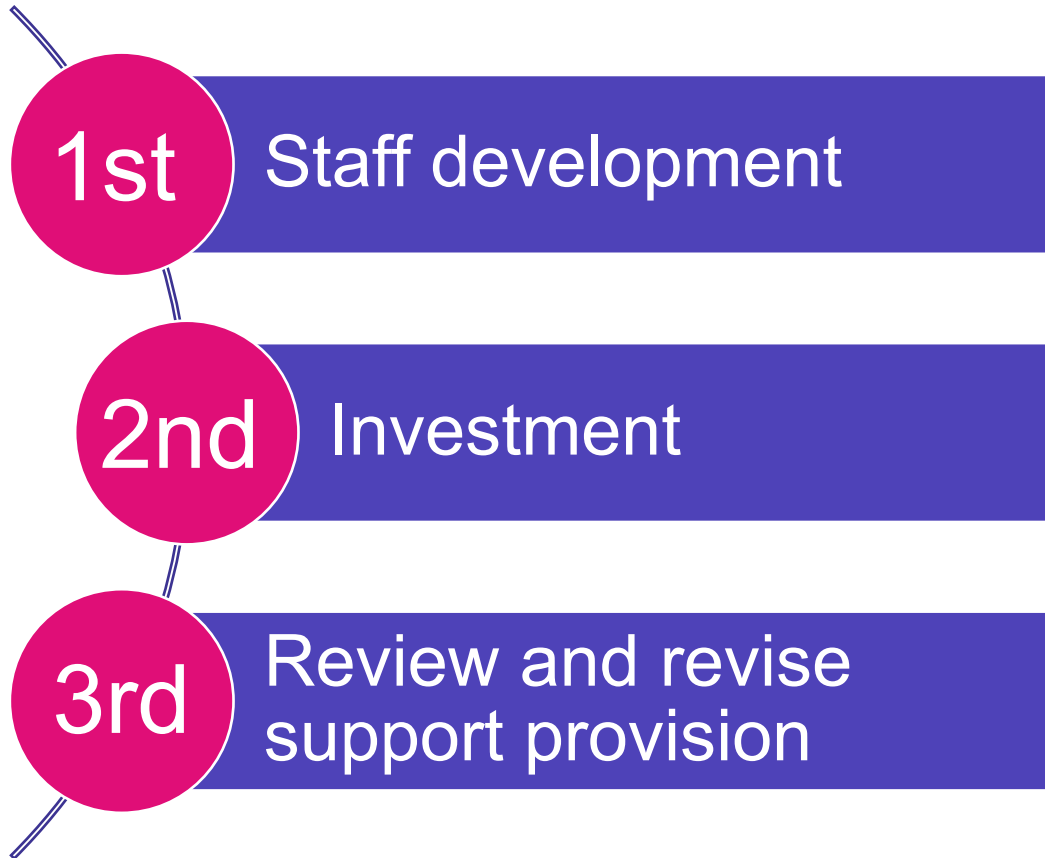 1st
Staff development
2nd
Investment
3rd
Review and revise
support provision